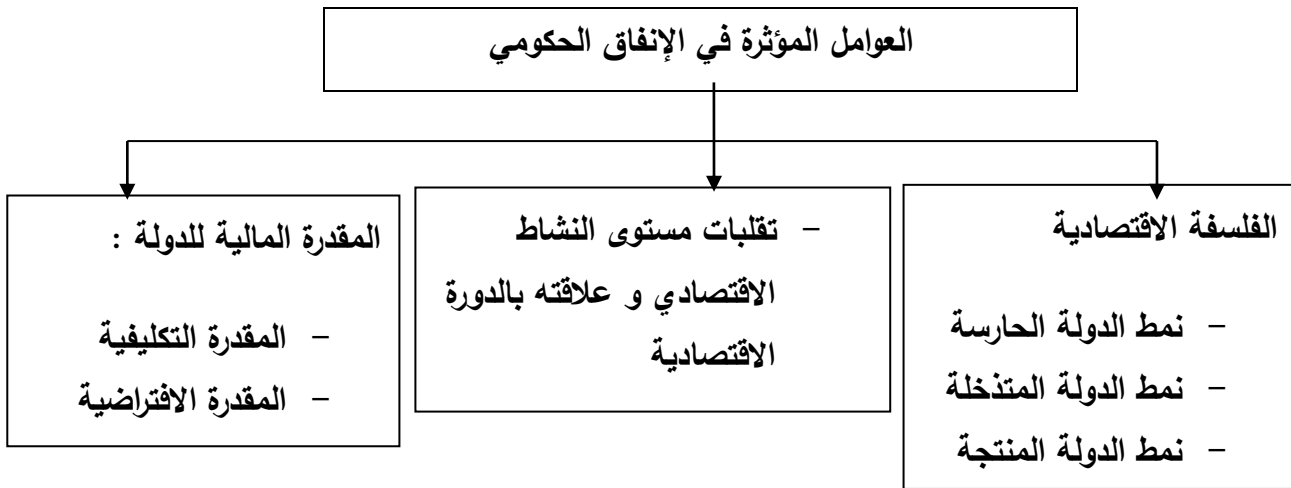 العوامل المؤثرة في الإنفاق الحكومي
الفلسفة الاقتصادية
- نمط الدولة الحارسة
- نمط الدولة المتذخلة
- نمط الدولة المنتجة
- تقلبات مستوى النشاط
الاقتصادي و علاقته بالدورة
الاقتصادية
المقدرة المالية للدولة :
- المقدرة التكليفية
- المقدرة الافتراضية